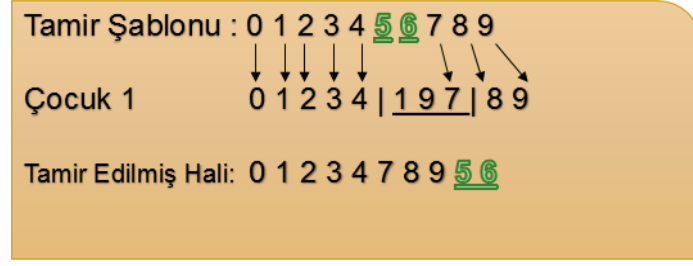 Tamir Şablonu : 0 1 2 3 4 5 6 7 8 9
Çocuk 1 0 1 2 3 4 | 1 9 7 | 8 9
Tamir Edilmiş Hali: 0 1 2 3 4 7 8 9 5 6